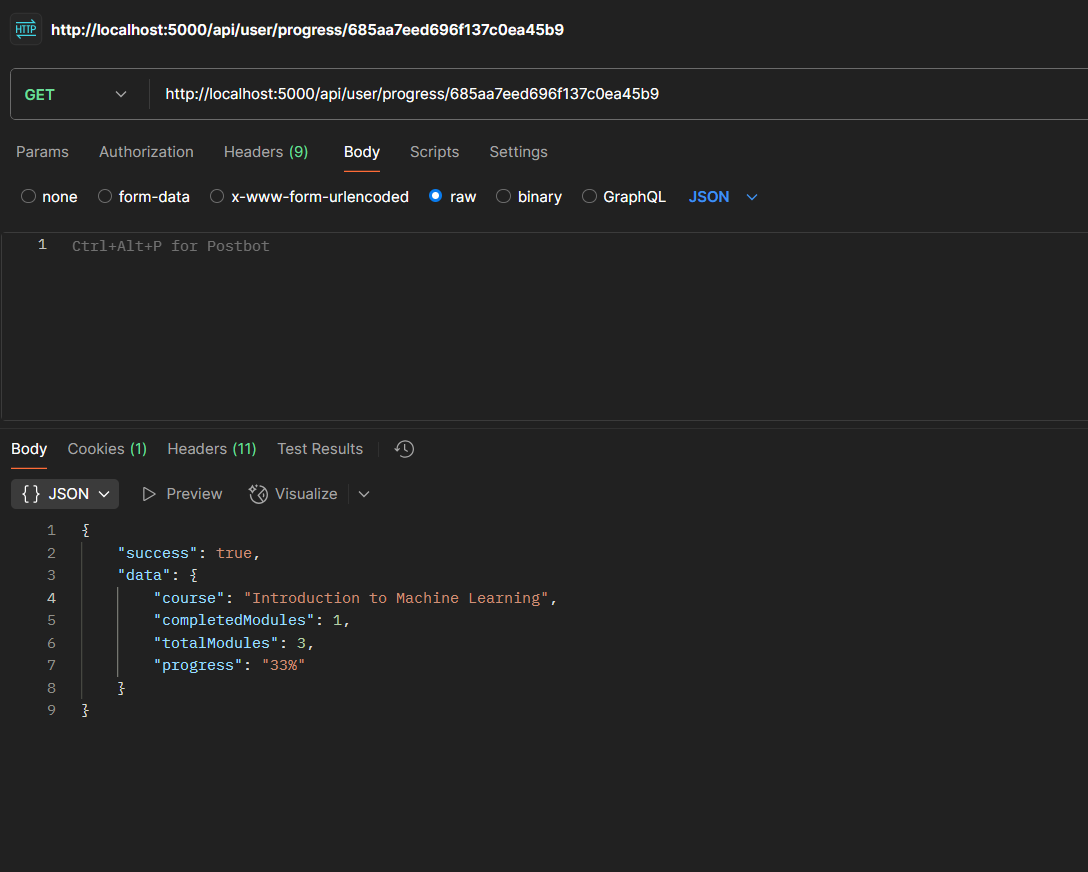 HTTP http://localhost:5000/api/user/progress/685aa7eed696f137c0ea45b9
GET http://localhost:5000/api/user/progress/685aa7eed696f137c0ea45b9
Params Authorization Headers (9) Body Scripts Settings
none form-data x-www-form-urlencoded raw binary GraphQL JSON
1 Ctrl+Alt+P for Postbot
Body Cookies (1) Headers (11) Test Results
{} JSON Preview Visualize
1 {
2 "success": true,
3 "data": {
4 "course": "Introduction to Machine Learning",
5 "completedModules": 1,
6 "totalModules": 3,
7 "progress": "33%"
8 }
9 }